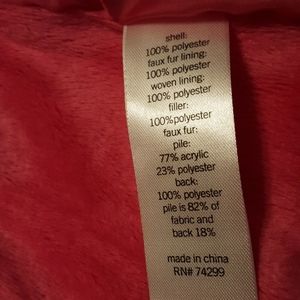 shell:
100% polyester
faux fur lining:
100% polyester
woven lining:
100% polyester
filler:
100%polyester
faux fur:
pile:
77% acrylic
23% polyester
back:
100% polyester
pile is 82% of
fabric and
back 18%
made in china
RN# 74299